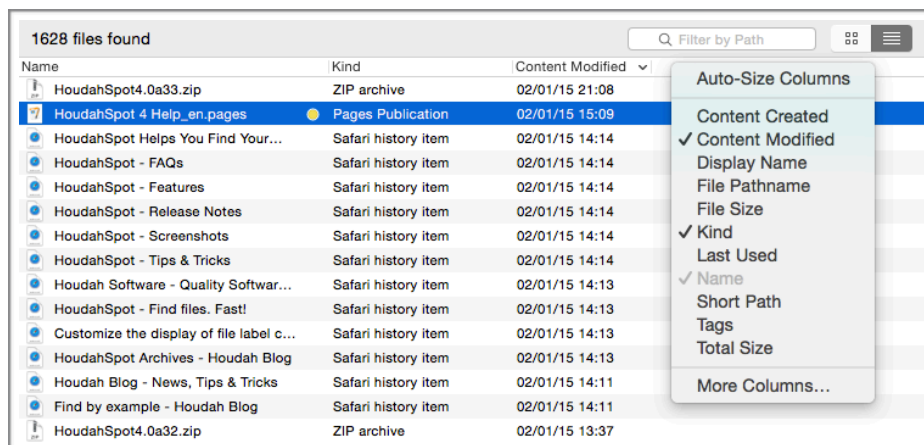 1628 files found
Filter by Path
Name Kind Content Modified
HoudahSpot4.0a33.zip ZIP archive 02/01/15 21:08
HoudahSpot 4 Help_en.pages Pages Publication 02/01/15 15:09
HoudahSpot Helps You Find Your... Safari history item 02/01/15 14:14
HoudahSpot - FAQs Safari history item 02/01/15 14:14
HoudahSpot - Features Safari history item 02/01/15 14:14
HoudahSpot - Release Notes Safari history item 02/01/15 14:14
HoudahSpot - Screenshots Safari history item 02/01/15 14:14
HoudahSpot - Tips & Tricks Safari history item 02/01/15 14:14
Houdah Software - Quality Softwar... Safari history item 02/01/15 14:13
HoudahSpot - Find files. Fast! Safari history item 02/01/15 14:13
Customize the display of file label c... Safari history item 02/01/15 14:13
HoudahSpot Archives - Houdah Blog Safari history item 02/01/15 14:13
Houdah Blog - News, Tips & Tricks Safari history item 02/01/15 14:11
Find by example - Houdah Blog Safari history item 02/01/15 14:11
HoudahSpot4.0a32.zip ZIP archive 02/01/15 13:37
Auto-Size Columns
Content Created
✓ Content Modified
Display Name
File Pathname
File Size
✓ Kind
Last Used
✓ Name
Short Path
Tags
Total Size
More Columns...